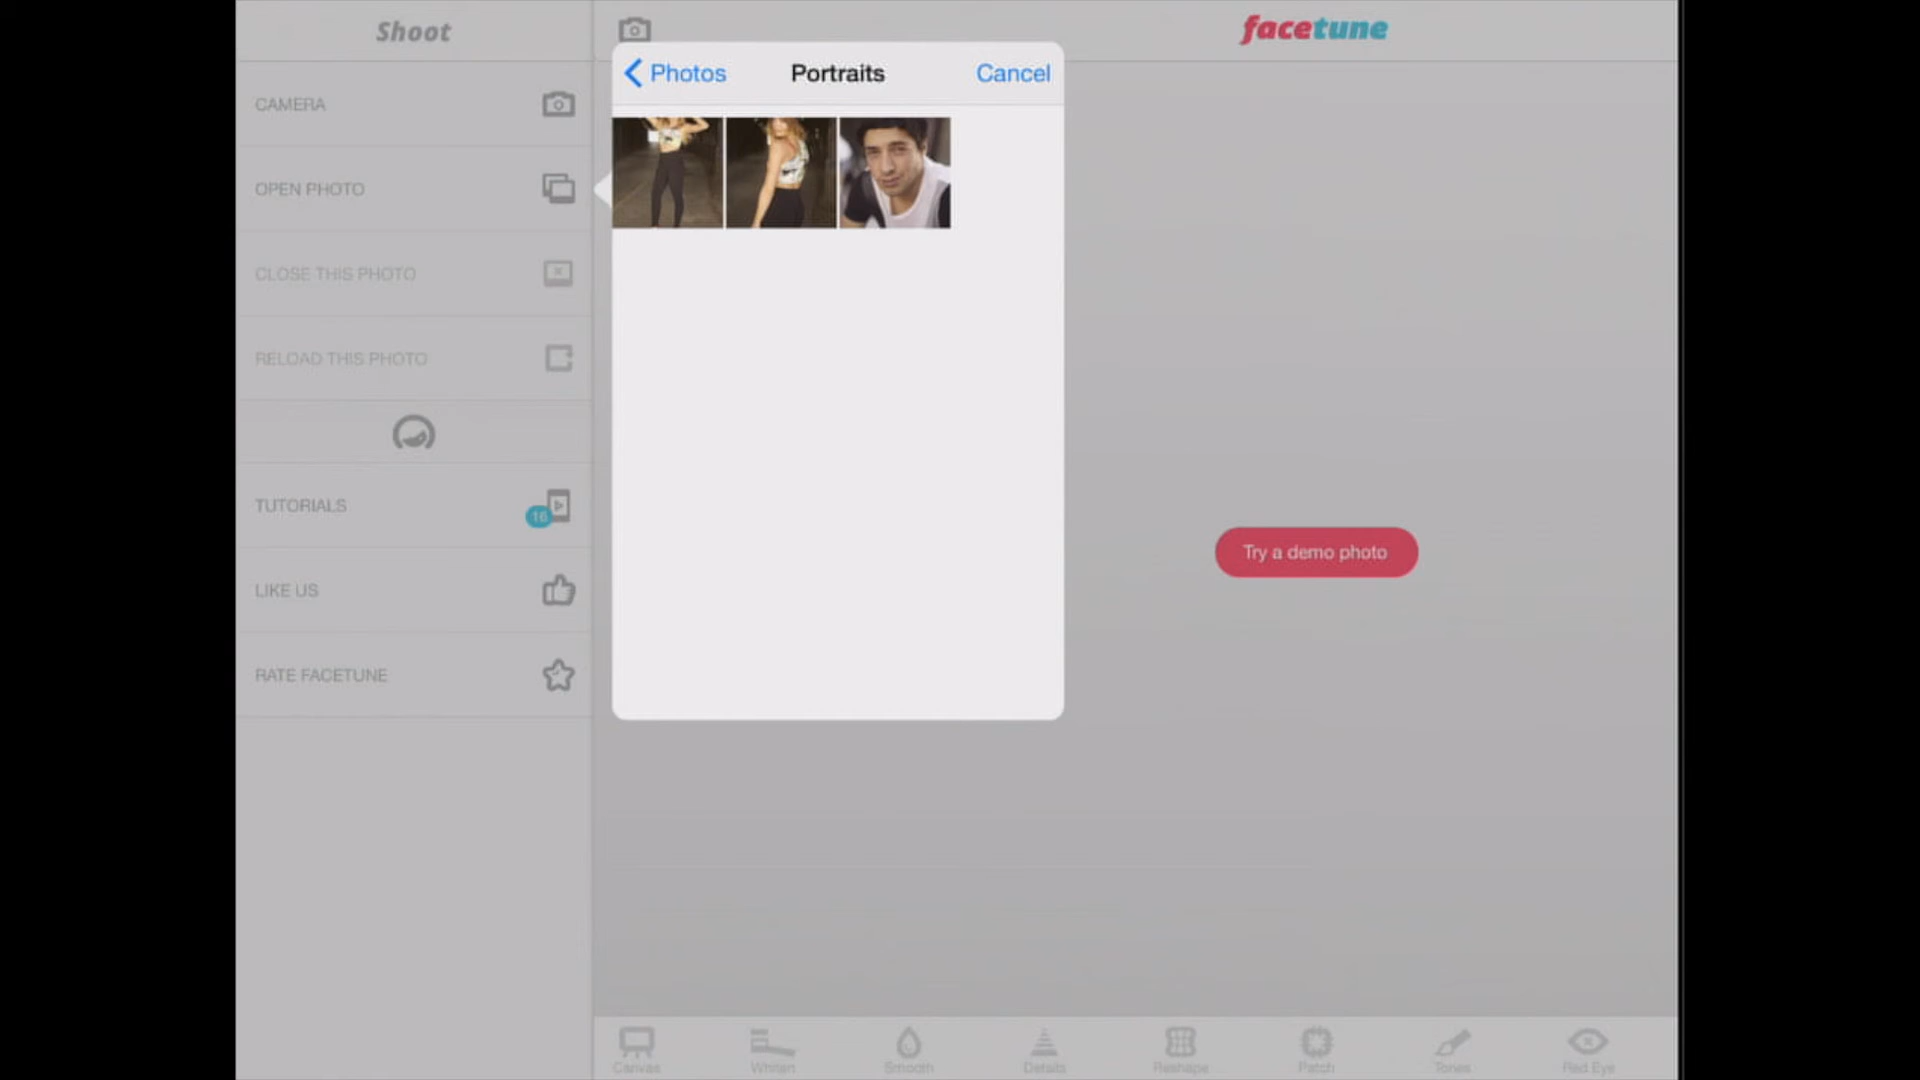 Shoot
facetune
Photos
Portraits
Cancel
CAMERA
OPEN PHOTO
CLOSE THIS PHOTO
RELOAD THIS PHOTO
TUTORIALS
16
LIKE US
RATE FACETUNE
Try a demo photo
Canvas
Whiten
Smooth
Details
Reshape
Patch
Tones
Red Eye